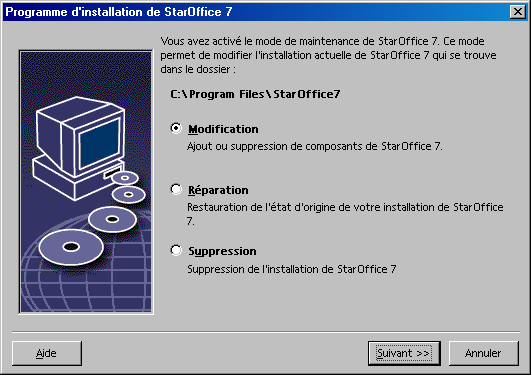 Programme d'installation de StarOffice 7
Vous avez activé le mode de maintenance de StarOffice 7. Ce mode
permet de modifier l'installation actuelle de StarOffice 7 qui se trouve
dans le dossier :
C:\Program Files\StarOffice7
Modification
Ajout ou suppression de composants de StarOffice 7.
Réparation
Restauration de l'état d'origine de votre installation de StarOffice
7.
Suppression
Suppression de l'installation de StarOffice 7
Aide
Suivant >>
Annuler